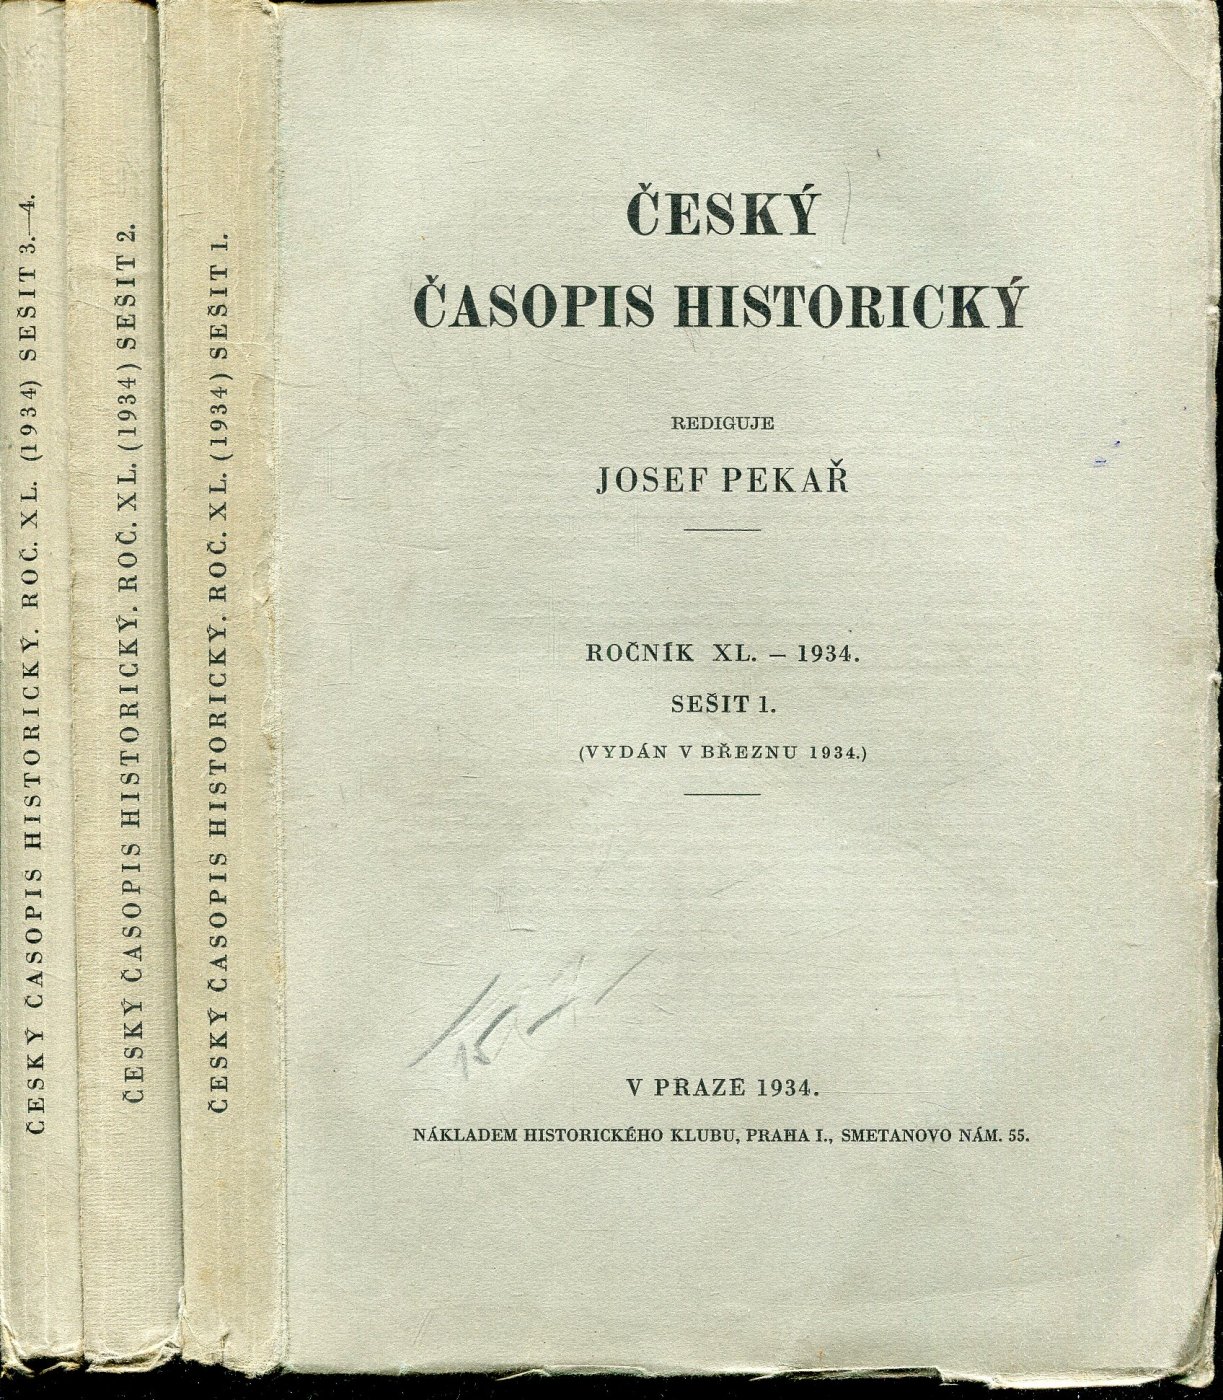 ČESKÝ ČASOPIS HISTORICKÝ. ROČ. XL. (1934) SEŠIT 3.—4.
ČESKÝ ČASOPIS HISTORICKÝ. ROČ. XL. (1934) SEŠIT 2.
ČESKÝ ČASOPIS HISTORICKÝ. ROČ. XL. (1934) SEŠIT 1.
ČESKÝ
ČASOPIS HISTORICKÝ
REDIGUJE
JOSEF PEKAŘ
ROČNÍK XL. — 1934.
SEŠIT 1.
(VYDÁN V BŘEZNU 1934.)
V PRAZE 1934.
NÁKLADEM HISTORICKÉHO KLUBU, PRAHA I., SMETANOVO NÁM. 55.